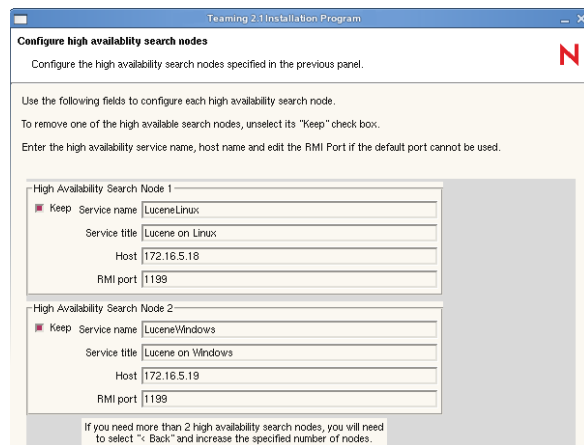 Teaming 2.1 Installation Program
Configure high availablity search nodes
Configure the high availability search nodes specified in the previous panel.
N
Use the following fields to configure each high availability search node.
To remove one of the high available search nodes, unselect its "Keep" check box.
Enter the high availability service name, host name and edit the RMI Port if the default port cannot be used.
High Availability Search Node 1
Keep Service name LuceneLinux
Service title Lucene on Linux
Host 172.16.5.18
RMI port 1199
High Availability Search Node 2
Keep Service name LuceneWindows
Service title Lucene on Windows
Host 172.16.5.19
RMI port 1199
If you need more than 2 high availability search nodes, you will need
to select "< Back" and increase the specified number of nodes.